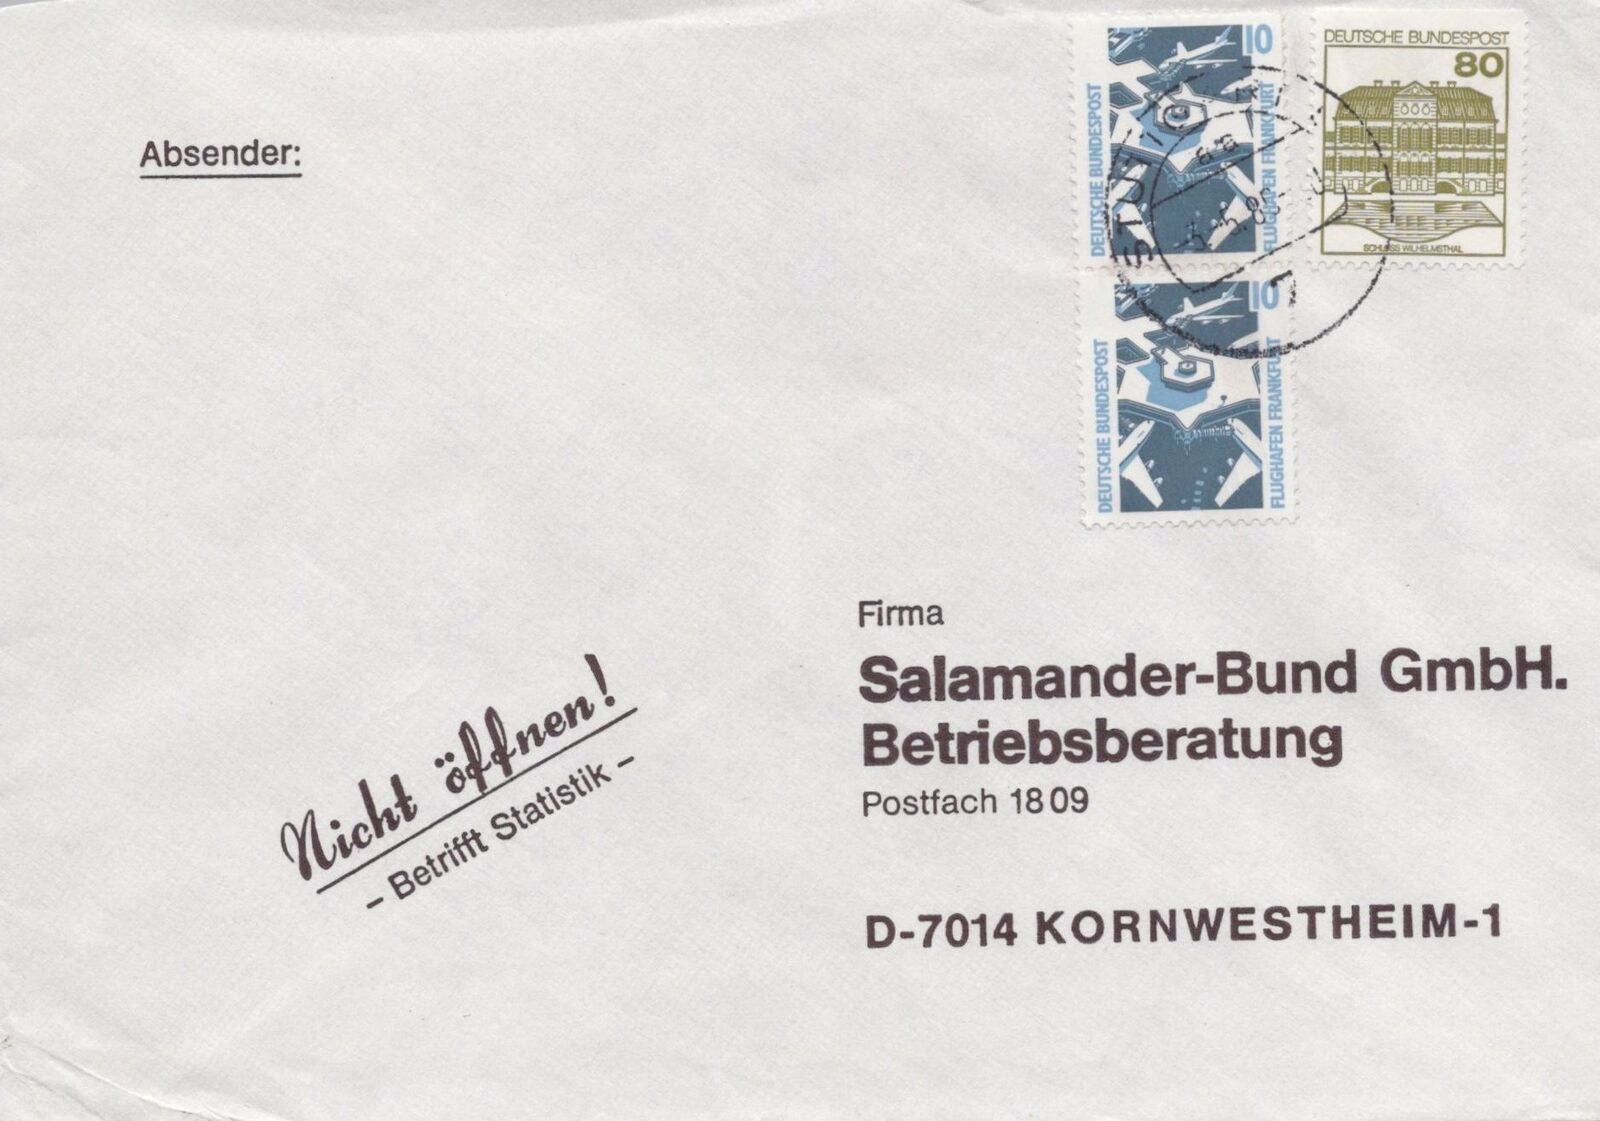 Absender:
10
DEUTSCHE BUNDESPOST
FLUGHAFEN FRANKFURT
DEUTSCHE BUNDESPOST
80
SCHLOSS WILHELMSTHAL
10
DEUTSCHE BUNDESPOST
FLUGHAFEN FRANKFURT
Nicht öffnen!
– Betrifft Statistik –
Firma
Salamander-Bund GmbH.
Betriebsberatung
Postfach 1809
D-7014 KORNWESTHEIM-1